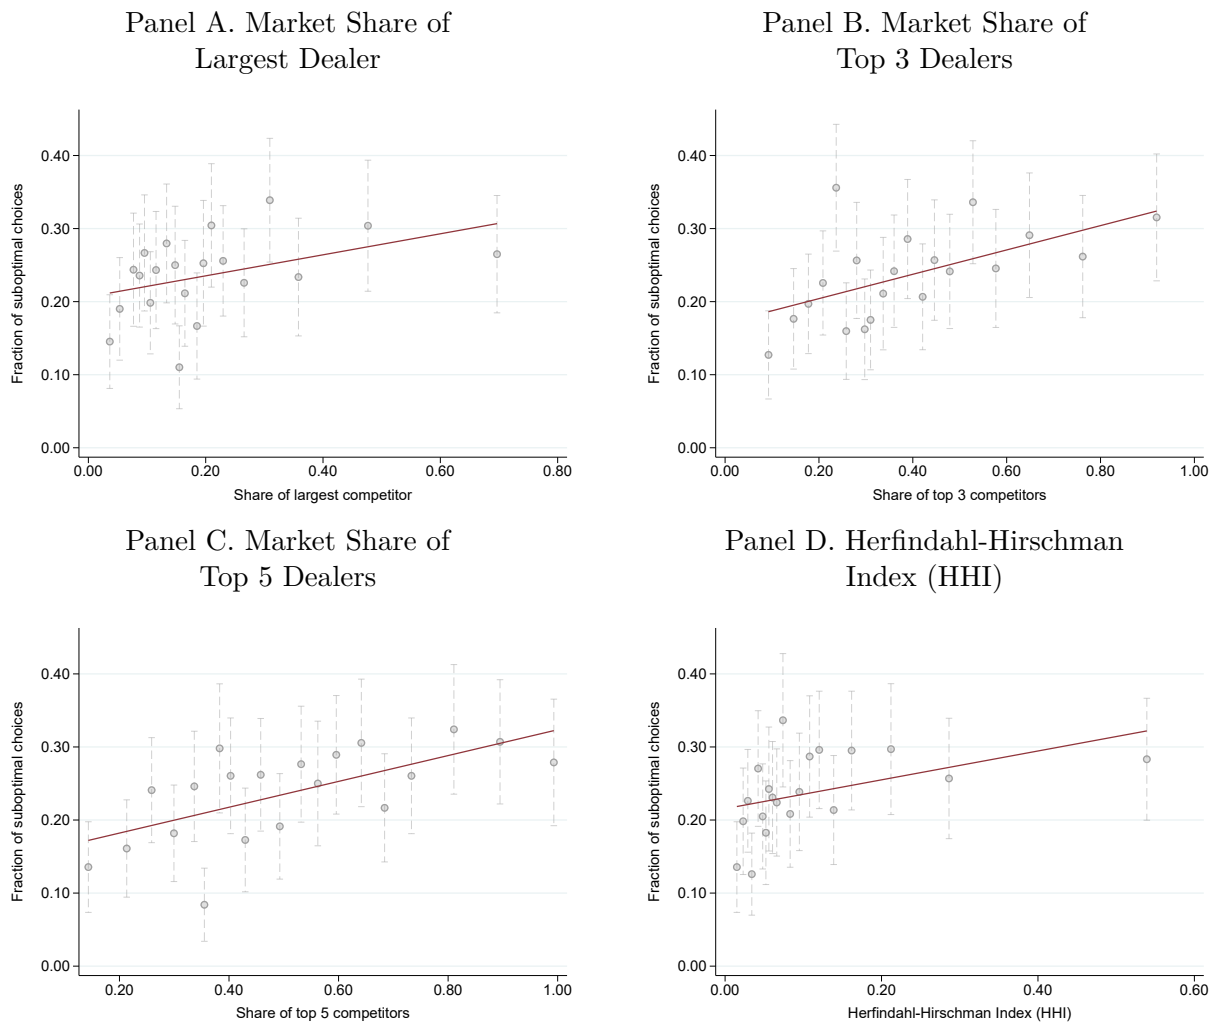 Panel A. Market Share of
Largest Dealer
Fraction of suboptimal choices
0.40
0.30
0.20
0.10
0.00
0.00 0.20 0.40 0.60 0.80
Share of largest competitor
Panel B. Market Share of
Top 3 Dealers
Fraction of suboptimal choices
0.40
0.30
0.20
0.10
0.00
0.00 0.20 0.40 0.60 0.80 1.00
Share of top 3 competitors
Panel C. Market Share of
Top 5 Dealers
Fraction of suboptimal choices
0.40
0.30
0.20
0.10
0.00
0.20 0.40 0.60 0.80 1.00
Share of top 5 competitors
Panel D. Herfindahl-Hirschman
Index (HHI)
Fraction of suboptimal choices
0.40
0.30
0.20
0.10
0.00
0.00 0.20 0.40 0.60
Herfindahl-Hirschman Index (HHI)